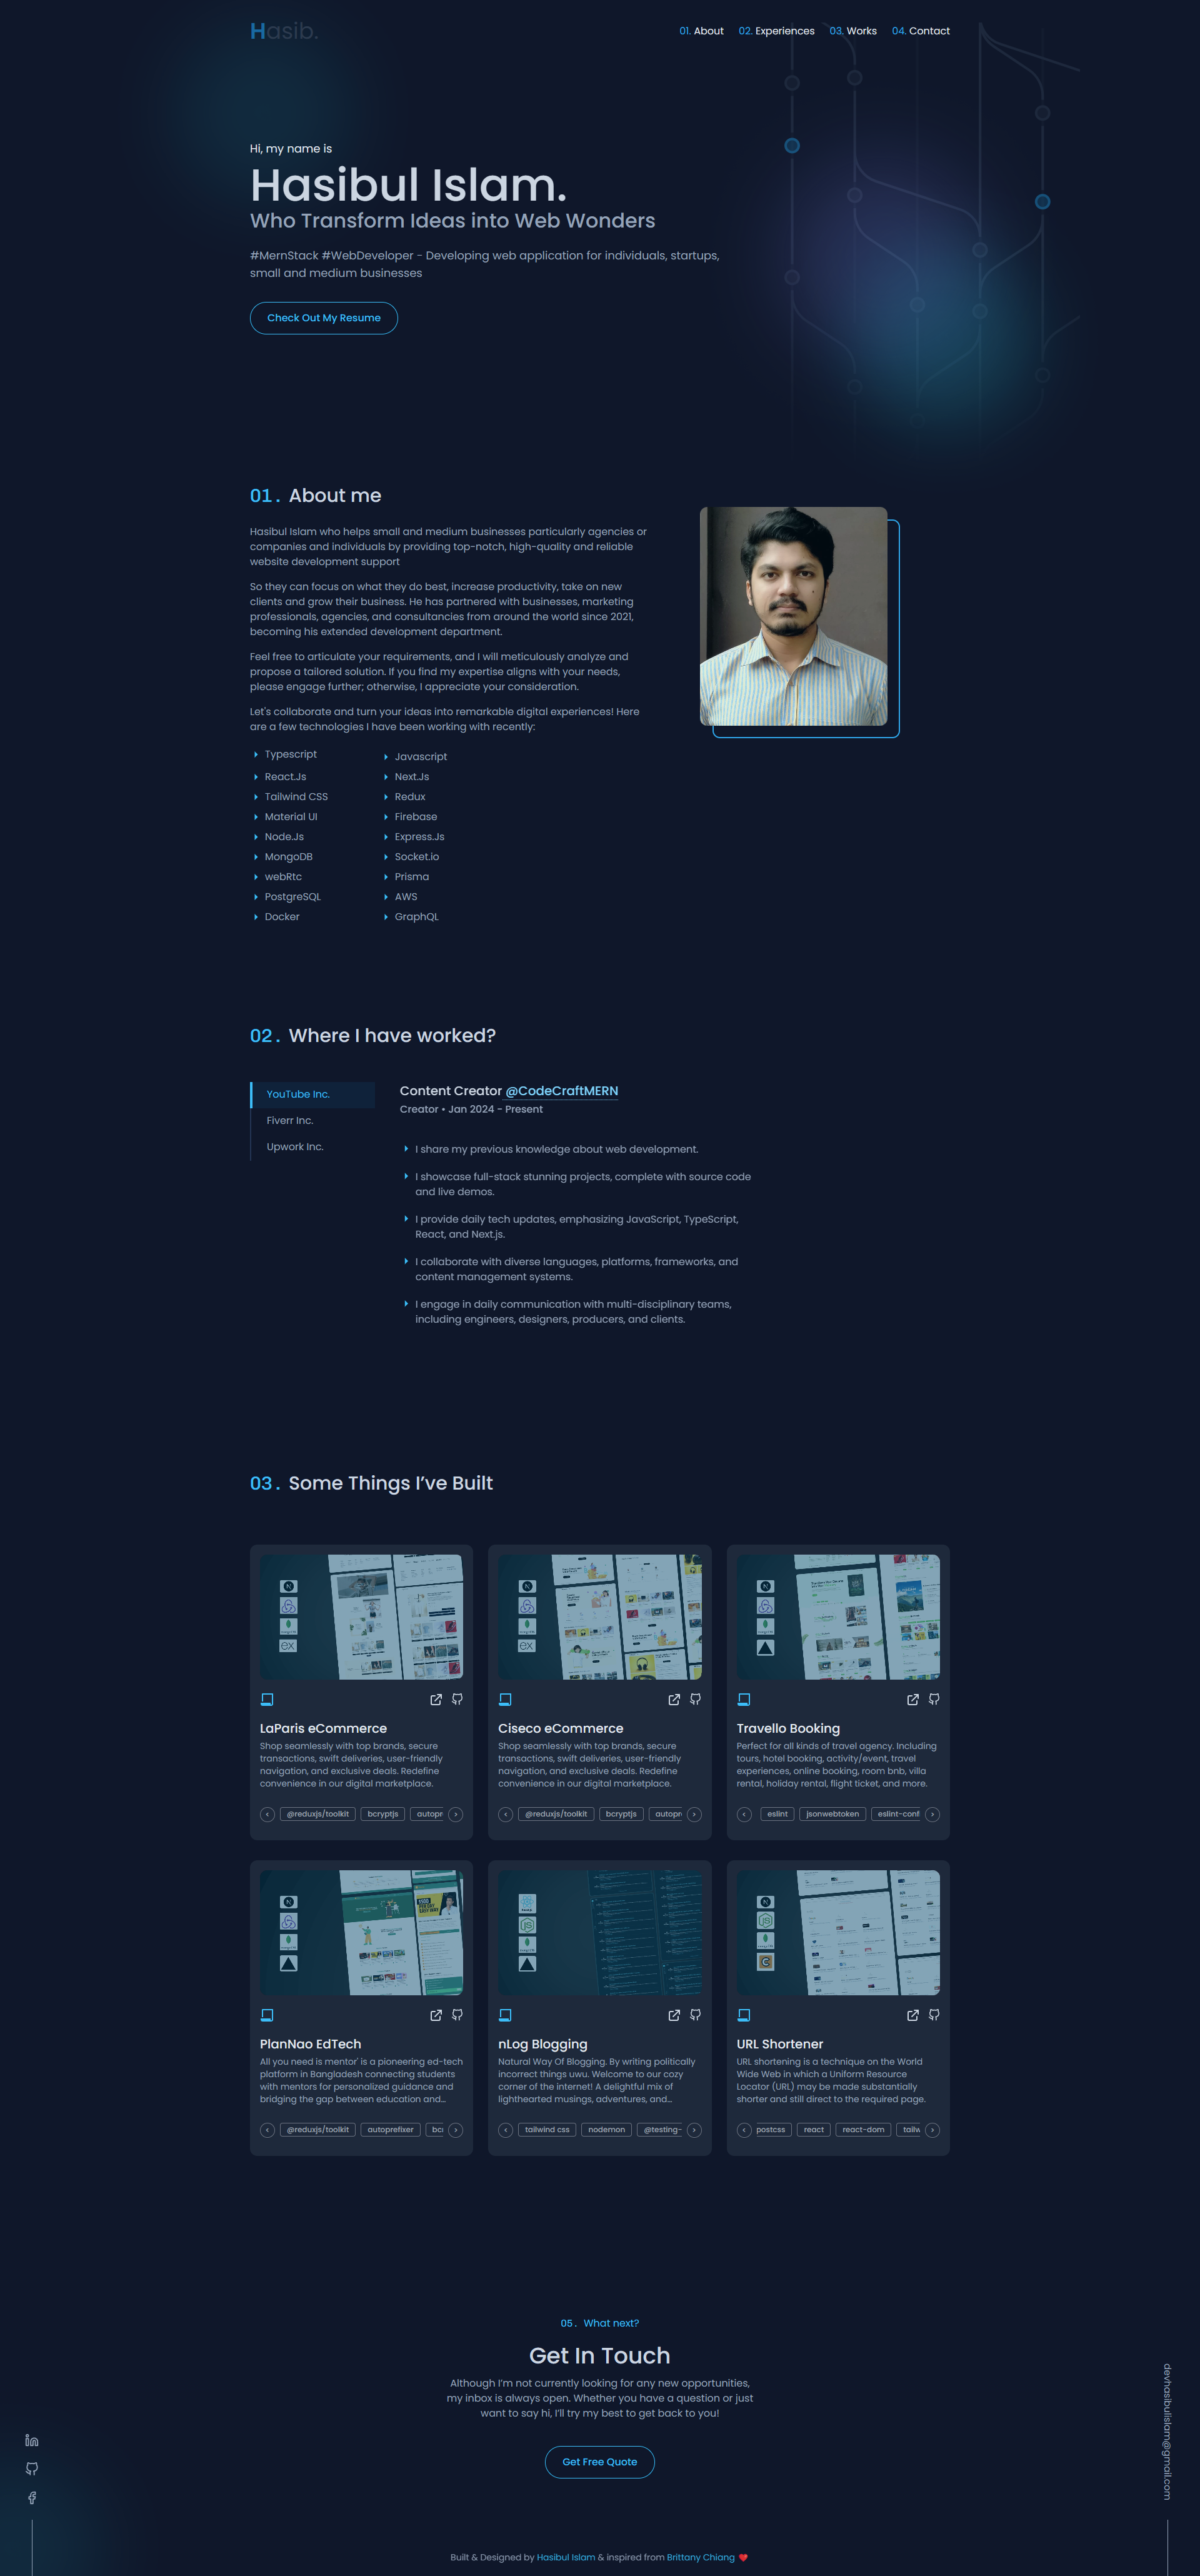 Hasib.
01. About
02. Experiences
03. Works
04. Contact
Hi, my name is
Hasibul Islam.
Who Transform Ideas into Web Wonders
#MernStack #WebDeveloper - Developing web application for individuals, startups,
small and medium businesses
Check Out My Resume
01. About me
Hasibul Islam who helps small and medium businesses particularly agencies or
companies and individuals by providing top-notch, high-quality and reliable
website development support
So they can focus on what they do best, increase productivity, take on new
clients and grow their business. He has partnered with businesses, marketing
professionals, agencies, and consultancies from around the world since 2021,
becoming his extended development department.
Feel free to articulate your requirements, and I will meticulously analyze and
propose a tailored solution. If you find my expertise aligns with your needs,
please engage further; otherwise, I appreciate your consideration.
Let's collaborate and turn your ideas into remarkable digital experiences! Here
are a few technologies I have been working with recently:
Typescript
Javascript
React.Js
Next.Js
Tailwind CSS
Redux
Material UI
Firebase
Node.Js
Express.Js
MongoDB
Socket.io
webRtc
Prisma
PostgreSQL
AWS
Docker
GraphQL
02. Where I have worked?
YouTube Inc.
Fiverr Inc.
Upwork Inc.
Content Creator @CodeCraftMERN
Creator • Jan 2024 - Present
I share my previous knowledge about web development.
I showcase full-stack stunning projects, complete with source code
and live demos.
I provide daily tech updates, emphasizing JavaScript, TypeScript,
React, and Next.js.
I collaborate with diverse languages, platforms, frameworks, and
content management systems.
I engage in daily communication with multi-disciplinary teams,
including engineers, designers, producers, and clients.
03. Some Things I've Built
LaParis eCommerce
Shop seamlessly with top brands, secure
transactions, swift deliveries, user-friendly
navigation, and exclusive deals. Redefine
convenience in our digital marketplace.
@reduxjs/toolkit
bcryptjs
autopr
Ciseco eCommerce
Shop seamlessly with top brands, secure
transactions, swift deliveries, user-friendly
navigation, and exclusive deals. Redefine
convenience in our digital marketplace.
@reduxjs/toolkit
bcryptjs
autopr
Travello Booking
Perfect for all kinds of travel agency. Including
tours, hotel booking, activity/event, travel
experiences, online booking, room bnb, villa
rental, holiday rental, flight ticket, and more.
eslint
jsonwebtoken
eslint-conf
PlanNao EdTech
All you need is mentor' is a pioneering ed-tech
platform in Bangladesh connecting students
with mentors for personalized guidance and
bridging the gap between education and...
@reduxjs/toolkit
autoprefixer
bc
nLog Blogging
Natural Way Of Blogging. By writing politically
incorrect things uwu. Welcome to our cozy
corner of the internet! A delightful mix of
lighthearted musings, adventures, and...
tailwind css
nodemon
@testing-
URL Shortener
URL shortening is a technique on the World
Wide Web in which a Uniform Resource
Locator (URL) may be made substantially
shorter and still direct to the required page.
postcss
react
react-dom
tailw
05. What next?
Get In Touch
Although I'm not currently looking for any new opportunities,
my inbox is always open. Whether you have a question or just
want to say hi, I'll try my best to get back to you!
Get Free Quote
devhasibulislam@gmail.com
Built & Designed by Hasibul Islam & inspired from Brittany Chiang